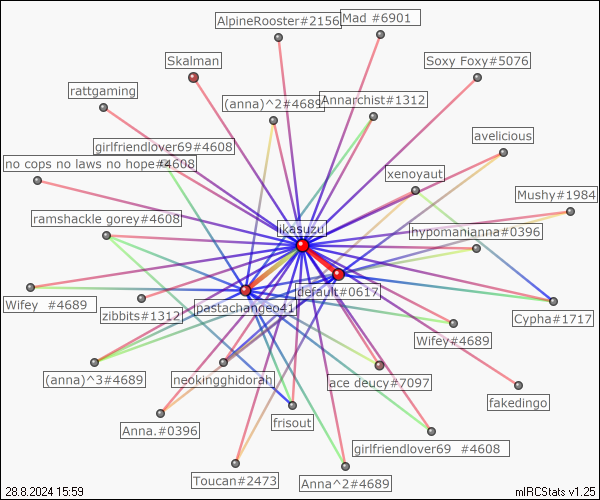 AlpineRooster#2156
Mad #6901
Skalman
Soxy Foxy#5076
rattgaming
(anna)^2#4689
Annarchist#1312
avelicious
girlfriendlover69#4608
no cops no laws no hope#4608
xenoyaut
Mushy#1984
ramshackle gorey#4608
ikasuzu
hypomanianna#0396
default#0617
Wifey #4689
zibbits#1312
pastachangeo41
Cypha#1717
Wifey#4689
(anna)^3#4689
neokingghidorah
ace deucy#7097
fakedingo
Anna.#0396
frisout
girlfriendlover69 #4608
Toucan#2473
Anna^2#4689
28.8.2024 15:59
mIRCStats v1.25